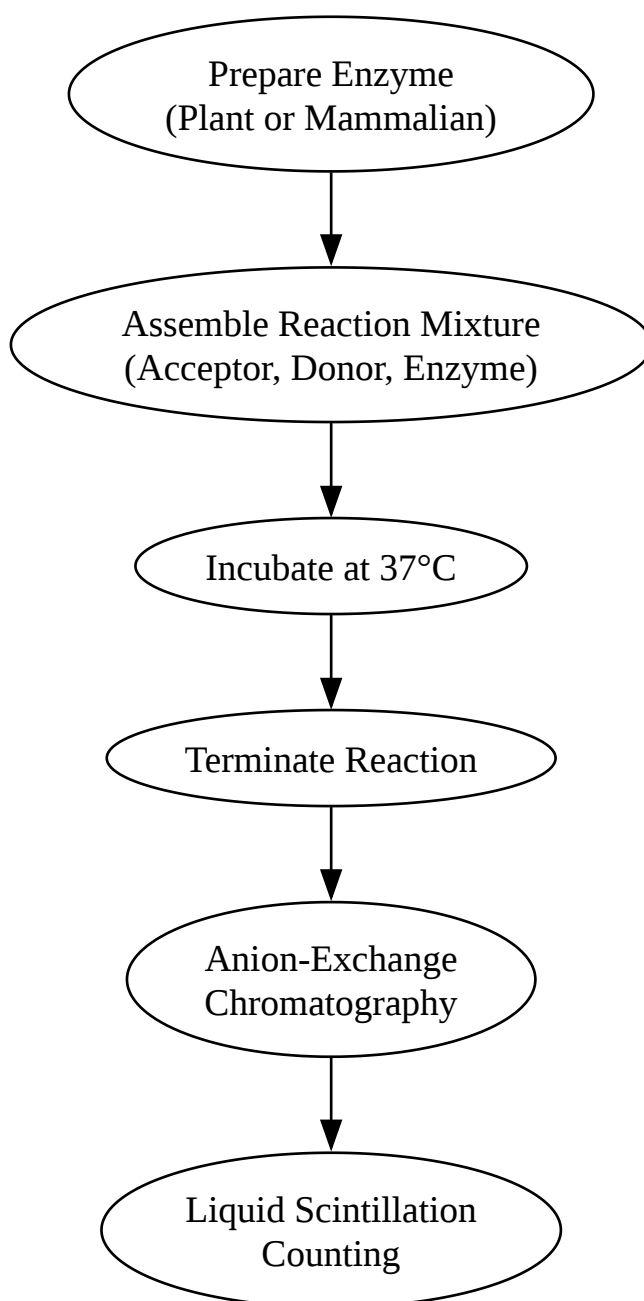 Prepare Enzyme
(Plant or Mammalian)
Assemble Reaction Mixture
(Acceptor, Donor, Enzyme)
Incubate at 37°C
Terminate Reaction
Anion-Exchange
Chromatography
Liquid Scintillation
Counting